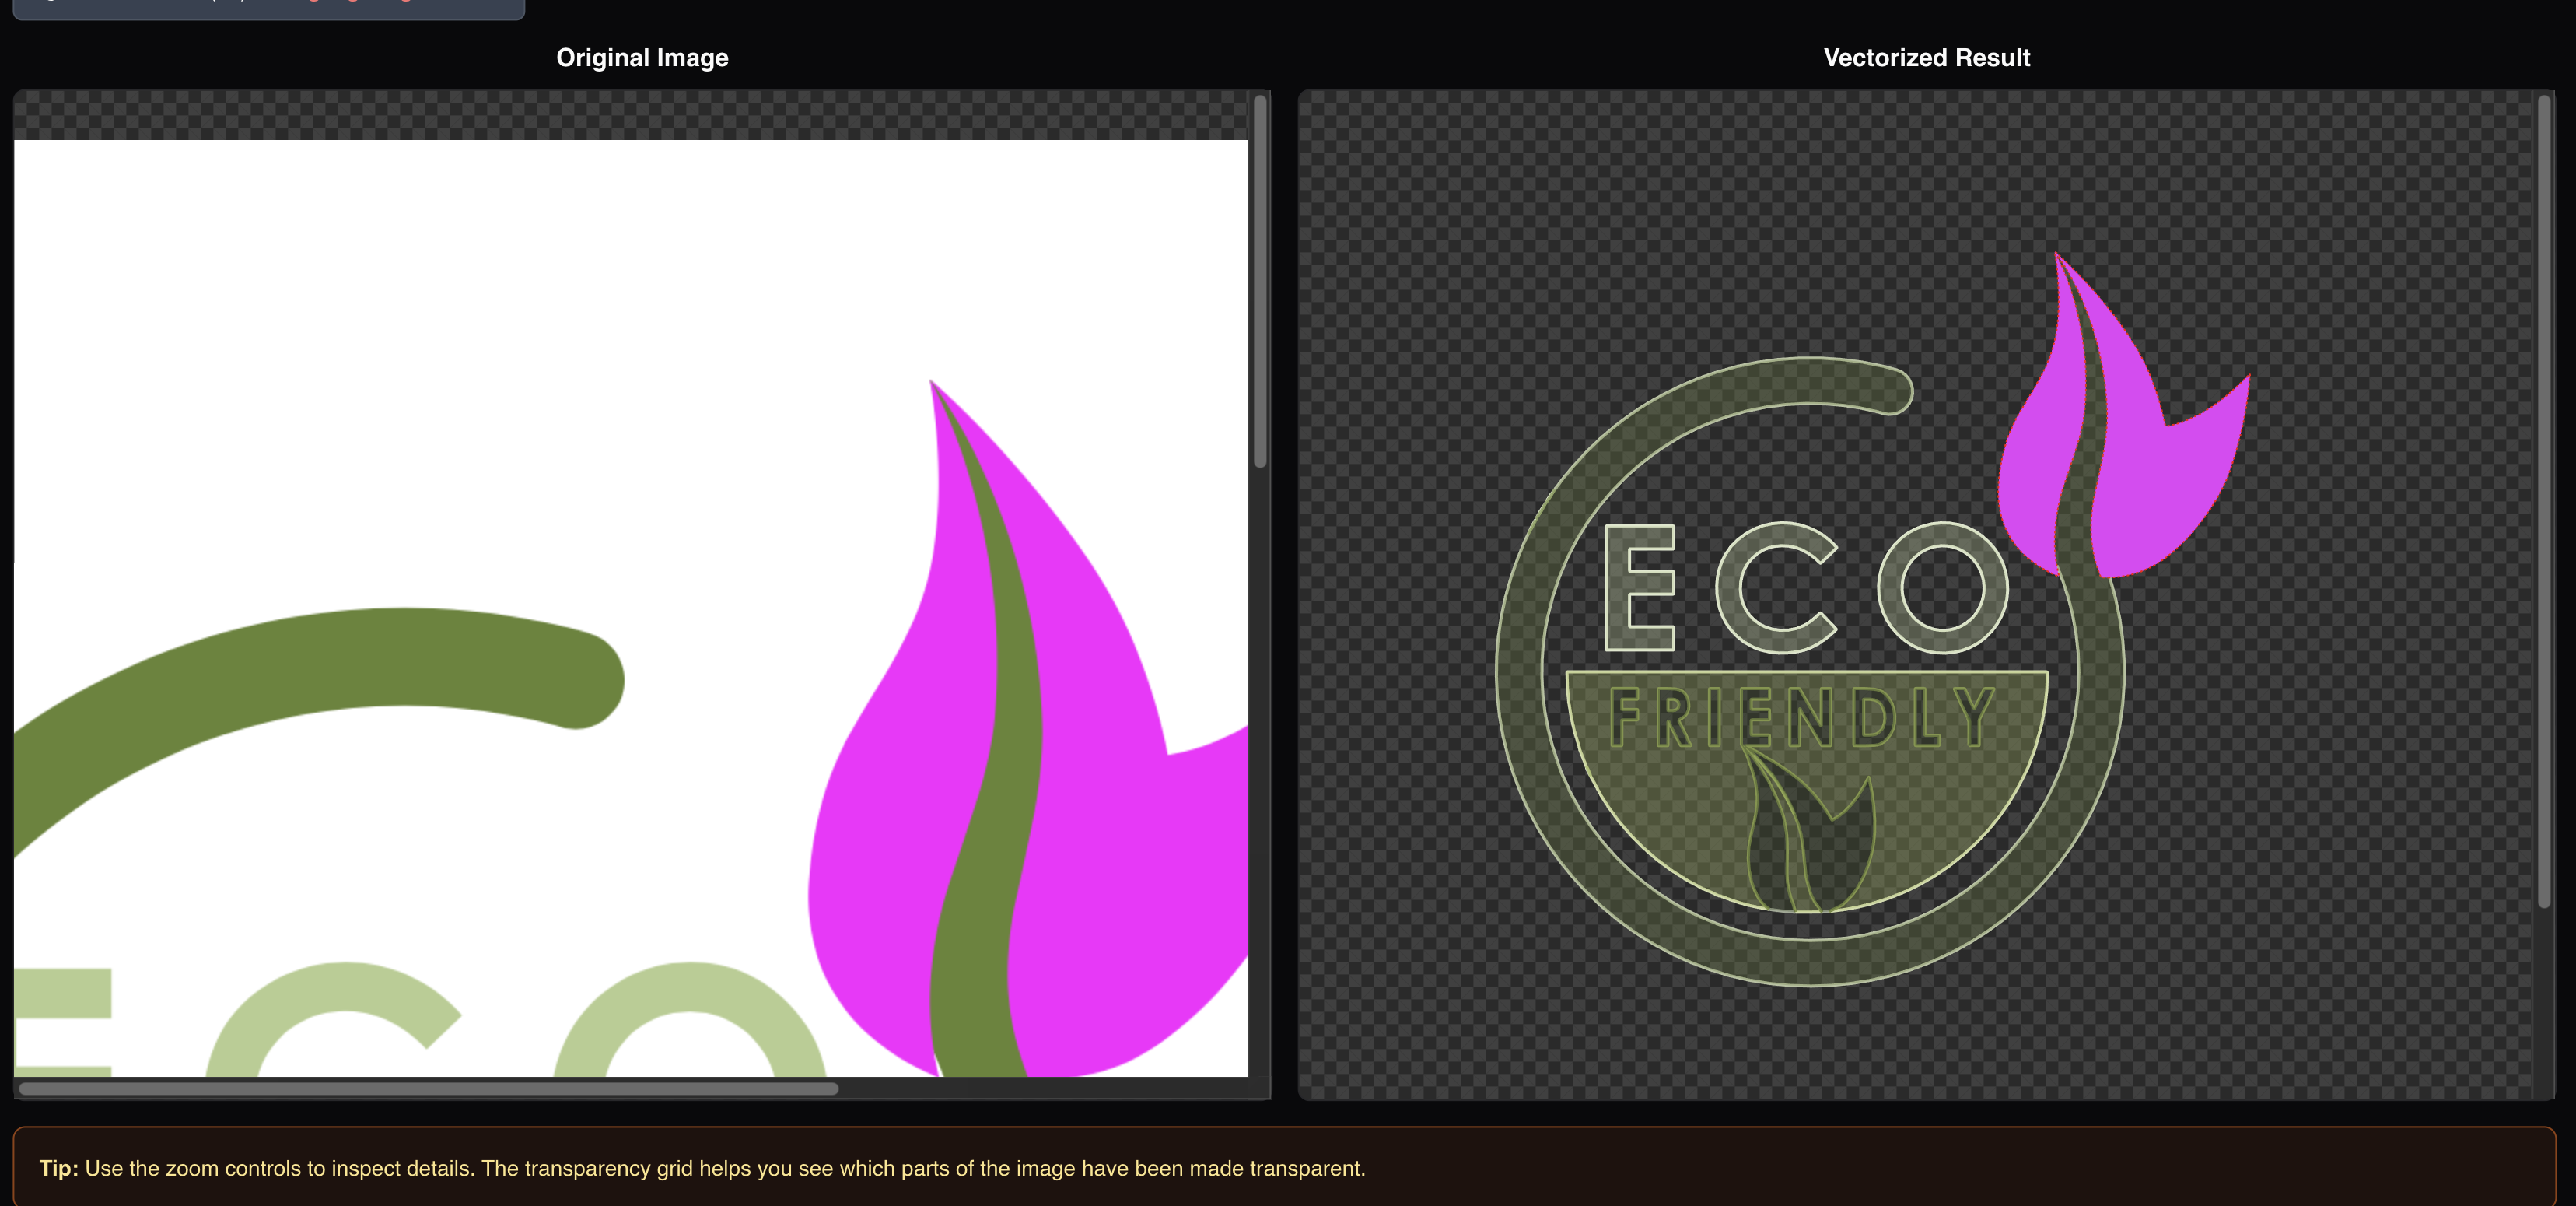 Original Image
Vectorized Result
ECO
ECO
FRIENDLY
Tip: Use the zoom controls to inspect details. The transparency grid helps you see which parts of the image have been made transparent.